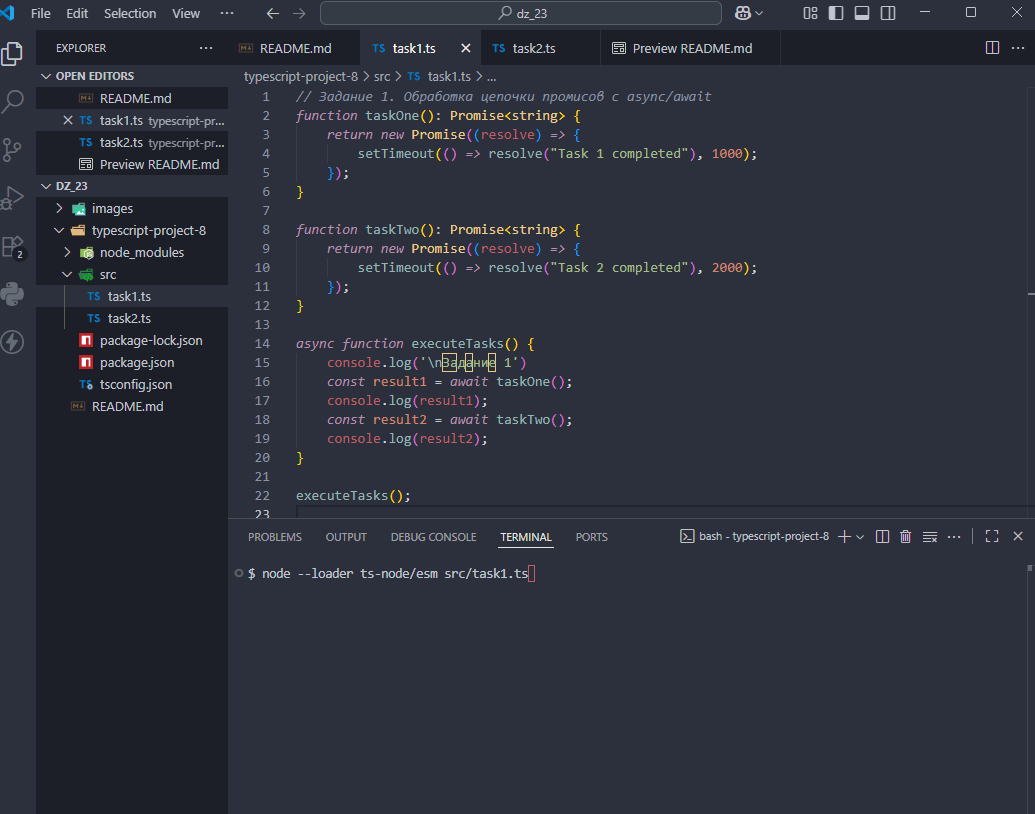 File Edit Selection View ··· dz_23
EXPLORER ···
OPEN EDITORS
README.md
TS task1.ts typescript-pr...
TS task2.ts typescript-pr...
Preview README.md
DZ_23
images
typescript-project-8
node_modules
src
TS task1.ts
TS task2.ts
package-lock.json
package.json
TS tsconfig.json
README.md
2
README.md TS task1.ts TS task2.ts Preview README.md ···
typescript-project-8 > src > TS task1.ts > ...
1 // Задание 1. Обработка цепочки промисов с async/await
2 function taskOne(): Promise<string> {
3 return new Promise((resolve) => {
4 setTimeout(() => resolve("Task 1 completed"), 1000);
5 });
6 }
7
8 function taskTwo(): Promise<string> {
9 return new Promise((resolve) => {
10 setTimeout(() => resolve("Task 2 completed"), 2000);
11 });
12 }
13
14 async function executeTasks() {
15 console.log('\nЗадание 1')
16 const result1 = await taskOne();
17 console.log(result1);
18 const result2 = await taskTwo();
19 console.log(result2);
20 }
21
22 executeTasks();
23
PROBLEMS OUTPUT DEBUG CONSOLE TERMINAL PORTS bash - typescript-project-8 ···
$ node --loader ts-node/esm src/task1.ts